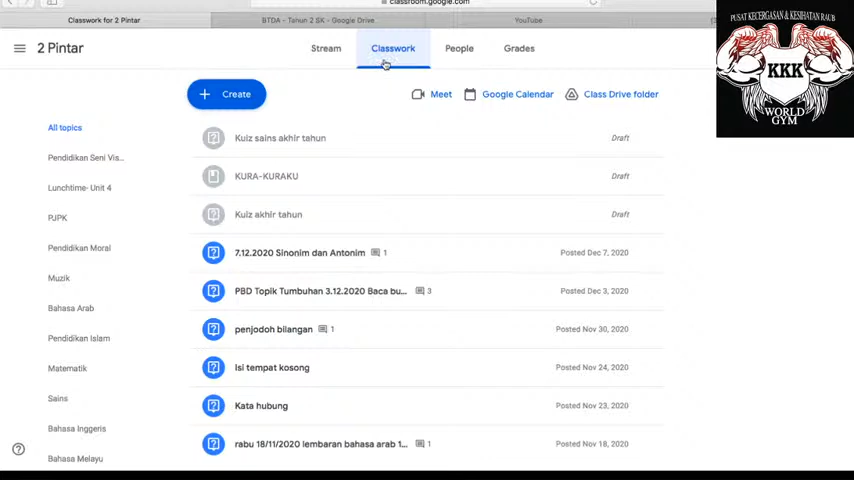 classroom.google.com
Classwork for 2 Pintar
BTDA - Tahun 2 SK - Google Drive
YouTube
2 Pintar
Stream
Classwork
People
Grades
PUSAT KECERGASAN & KESIHATAN RAUB
KKK
WORLD
GYM
Create
Meet
Google Calendar
Class Drive folder
All topics
Pendidikan Seni Vis...
Lunchtime- Unit 4
PJPK
Pendidikan Moral
Muzik
Bahasa Arab
Pendidikan Islam
Matematik
Sains
Bahasa Inggeris
Bahasa Melayu
Kuiz sains akhir tahun Draft
KURA-KURAKU Draft
Kuiz akhir tahun Draft
7.12.2020 Sinonim dan Antonim 1 Posted Dec 7, 2020
PBD Topik Tumbuhan 3.12.2020 Baca bu... 3 Posted Dec 3, 2020
penjodoh bilangan 1 Posted Nov 30, 2020
Isi tempat kosong Posted Nov 24, 2020
Kata hubung Posted Nov 23, 2020
rabu 18/11/2020 lembaran bahasa arab 1... 1 Posted Nov 18, 2020